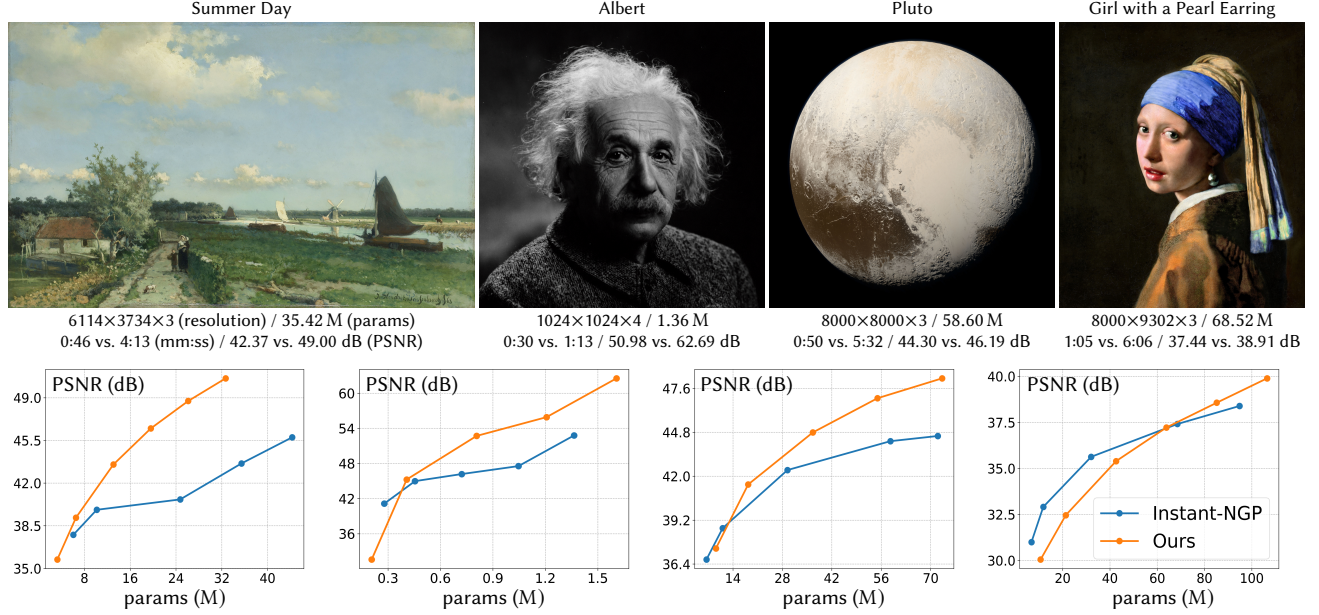 Summer Day
Albert
Pluto
Girl with a Pearl Earring
6114×3734×3 (resolution) / 35.42 M (params)
0:46 vs. 4:13 (mm:ss) / 42.37 vs. 49.00 dB (PSNR)
1024×1024×4 / 1.36 M
0:30 vs. 1:13 / 50.98 vs. 62.69 dB
8000×8000×3 / 58.60 M
0:50 vs. 5:32 / 44.30 vs. 46.19 dB
8000×9302×3 / 68.52 M
1:05 vs. 6:06 / 37.44 vs. 38.91 dB
PSNR (dB)
49.0
45.5
42.0
38.5
35.0
8 16 24 32 40
params (M)
PSNR (dB)
60
54
48
42
36
0.3 0.6 0.9 1.2 1.5
params (M)
PSNR (dB)
47.6
44.8
42.0
39.2
36.4
14 28 42 56 70
params (M)
PSNR (dB)
40.0
37.5
35.0
32.5
30.0
Instant-NGP
Ours
20 40 60 80 100
params (M)